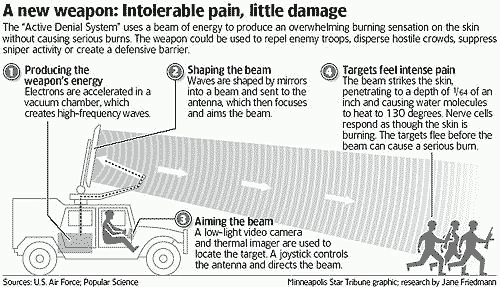 A new weapon: Intolerable pain, little damage
The "Active Denial System" uses a beam of energy to produce an overwhelming burning sensation on the skin
without causing serious burns. The weapon could be used to repel enemy troops, disperse hostile crowds, suppress
sniper activity or create a defensive barrier.
1 Producing the
weapon's energy
Electrons are accelerated in a
vacuum chamber, which
creates high-frequency waves.
2 Shaping the beam
Waves are shaped by mirrors
into a beam and sent to the
antenna, which then focuses
and aims the beam.
4 Targets feel intense pain
The beam strikes the skin,
penetrating to a depth of 1/64 of an
inch and causing water molecules
to heat to 130 degrees. Nerve cells
respond as though the skin is
burning. The targets flee before the
beam can cause a serious burn.
3 Aiming the beam
A low-light video camera
and thermal imager are used to
locate the target. A joystick controls
the antenna and directs the beam.
Sources: U.S. Air Force; Popular Science
Minneapolis Star Tribune graphic; research by Jane Friedmann